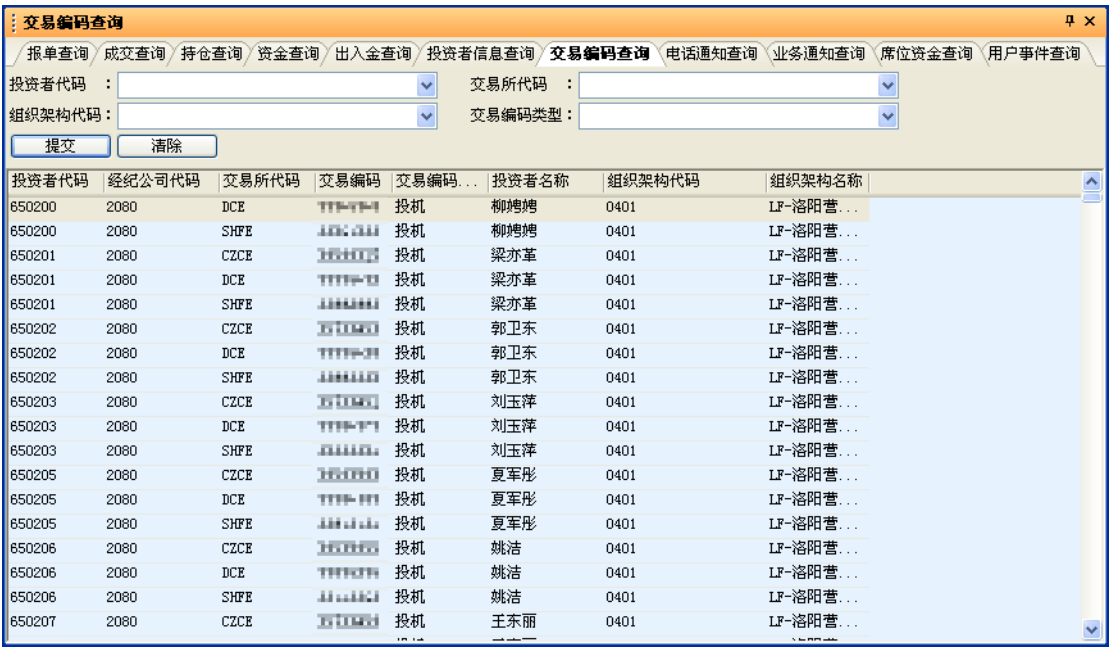 交易编码查询
报单查询 成交查询 持仓查询 资金查询 出入金查询 投资者信息查询 交易编码查询 电话通知查询 业务通知查询 席位资金查询 用户事件查询
投资者代码 : 交易所代码 :
组织架构代码: 交易编码类型:
提交 清除
投资者代码 经纪公司代码 交易所代码 交易编码 交易编码... 投资者名称 组织架构代码 组织架构名称
650200 2080 DCE 投机 柳娉娉 0401 LF-洛阳营...
650200 2080 SHFE 投机 柳娉娉 0401 LF-洛阳营...
650201 2080 CZCE 投机 梁亦革 0401 LF-洛阳营...
650201 2080 DCE 投机 梁亦革 0401 LF-洛阳营...
650201 2080 SHFE 投机 梁亦革 0401 LF-洛阳营...
650202 2080 CZCE 投机 郭卫东 0401 LF-洛阳营...
650202 2080 DCE 投机 郭卫东 0401 LF-洛阳营...
650202 2080 SHFE 投机 郭卫东 0401 LF-洛阳营...
650203 2080 CZCE 投机 刘玉萍 0401 LF-洛阳营...
650203 2080 DCE 投机 刘玉萍 0401 LF-洛阳营...
650203 2080 SHFE 投机 刘玉萍 0401 LF-洛阳营...
650205 2080 CZCE 投机 夏军彤 0401 LF-洛阳营...
650205 2080 DCE 投机 夏军彤 0401 LF-洛阳营...
650205 2080 SHFE 投机 夏军彤 0401 LF-洛阳营...
650206 2080 CZCE 投机 姚洁 0401 LF-洛阳营...
650206 2080 DCE 投机 姚洁 0401 LF-洛阳营...
650206 2080 SHFE 投机 姚洁 0401 LF-洛阳营...
650207 2080 CZCE 投机 王东丽 0401 LF-洛阳营...